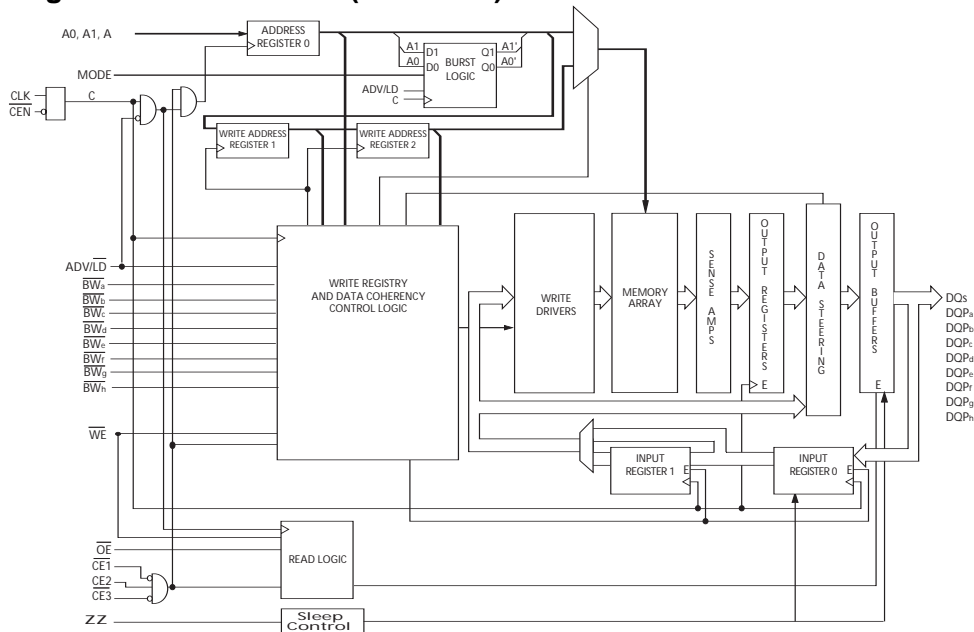 A0, A1, A
ADDRESS
REGISTER 0
A1
A0
D1
D0
BURST
LOGIC
Q1
Q0
A1'
A0'
MODE
ADV/LD
C
CLK
CEN
C
WRITE ADDRESS
REGISTER 1
WRITE ADDRESS
REGISTER 2
ADV/LD
BWa
BWb
BWc
BWd
BWe
BWf
BWg
BWh
WE
WRITE REGISTRY
AND DATA COHERENCY
CONTROL LOGIC
WRITE
DRIVERS
MEMORY
ARRAY
SENSE AMPS
OUTPUT REGISTERS
E
DATA STEERING
OUTPUT BUFFERS
E
DQs
DQPa
DQPb
DQPc
DQPd
DQPe
DQPf
DQPg
DQPh
INPUT
REGISTER 1
E
INPUT
REGISTER 0
E
OE
CE1
CE2
CE3
READ LOGIC
ZZ
Sleep
Control